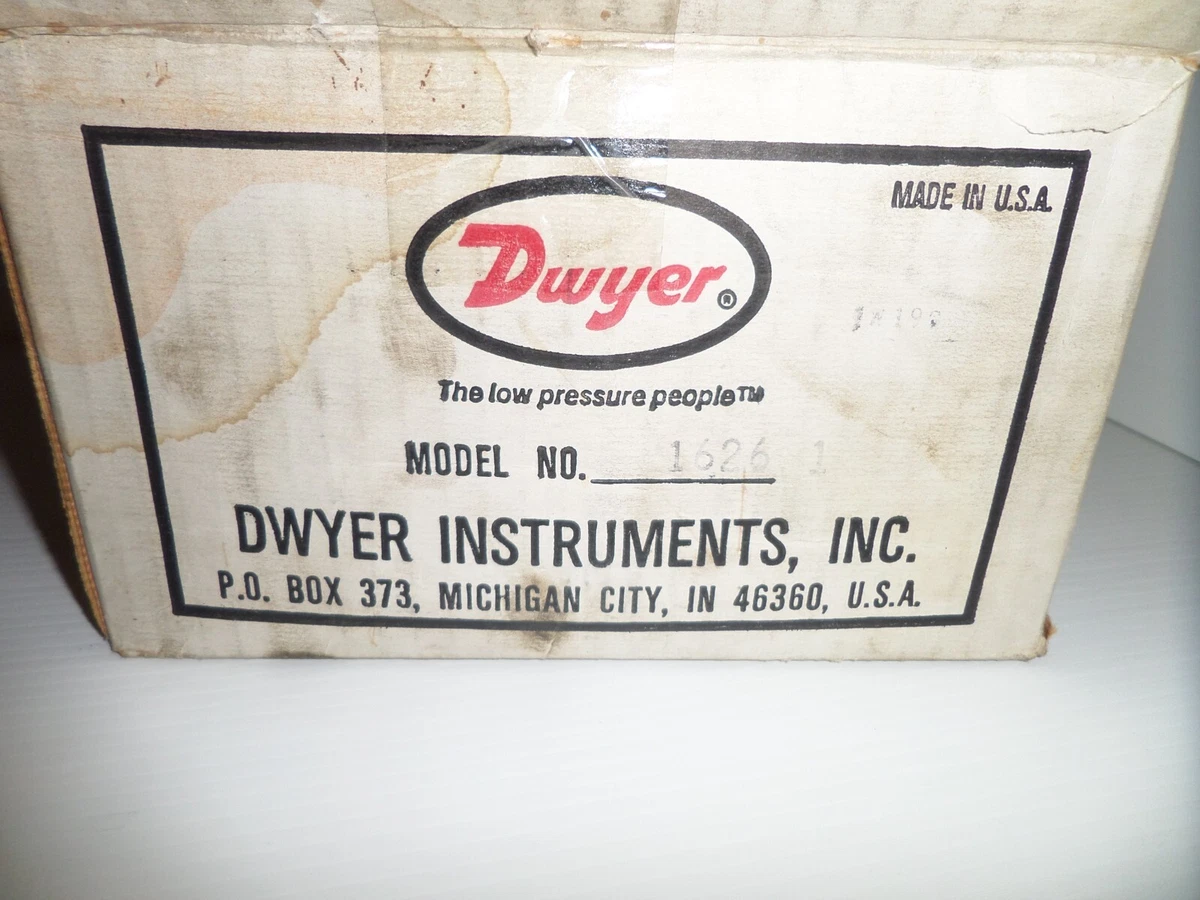 MADE IN U.S.A.
Dwyer®
The low pressure people™
MODEL NO. 1626 1
DWYER INSTRUMENTS, INC.
P.O. BOX 373, MICHIGAN CITY, IN 46360, U.S.A.